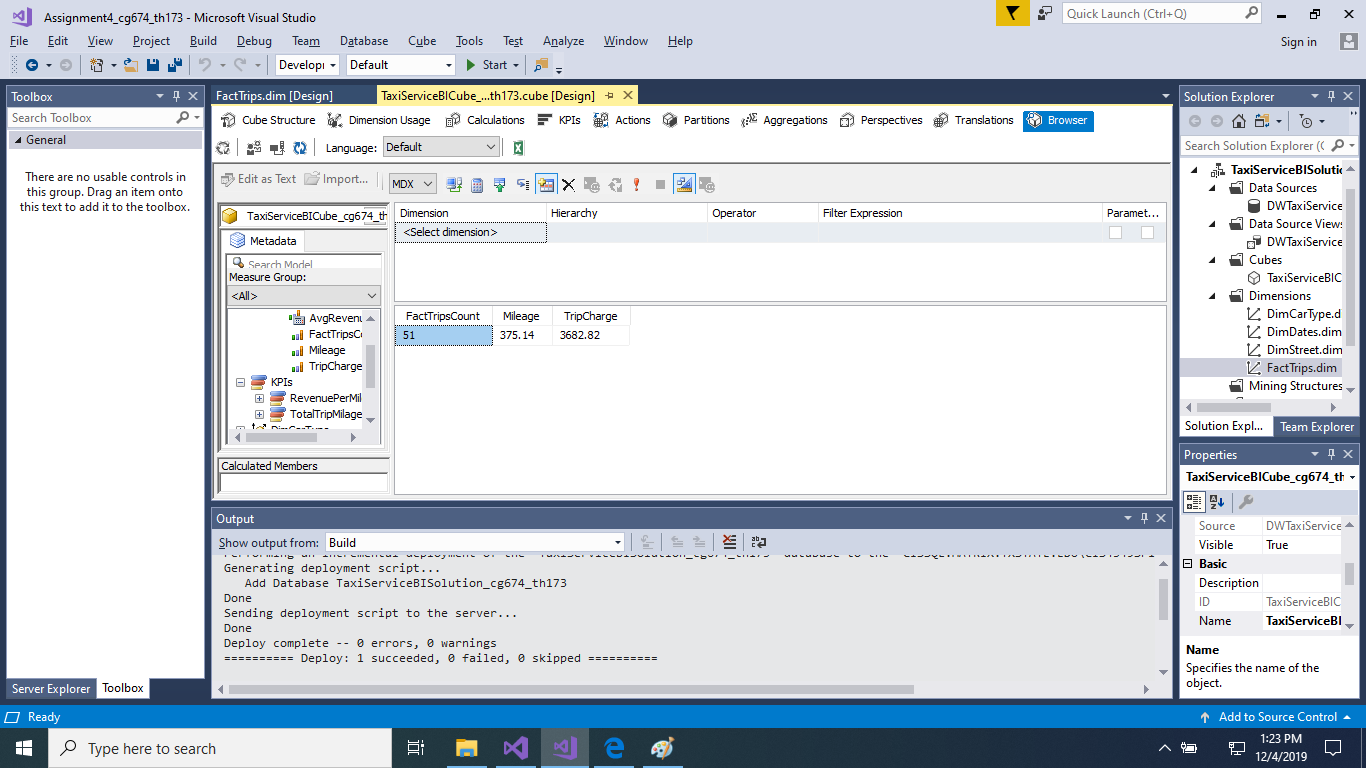 Assignment4_cg674_th173 - Microsoft Visual Studio
Quick Launch (Ctrl+Q)
File Edit View Project Build Debug Team Database Cube Tools Test Analyze Window Help
Sign in
Developi Default Start
Toolbox
Search Toolbox
General
There are no usable controls in
this group. Drag an item onto
this text to add it to the toolbox.
Server Explorer Toolbox
FactTrips.dim [Design] TaxiServiceBICube_...th173.cube [Design]
Cube Structure Dimension Usage Calculations KPIs Actions Partitions Aggregations Perspectives Translations Browser
Language: Default
Edit as Text Import... MDX
TaxiServiceBICube_cg674_th
Metadata
Search Model
Measure Group:
<All>
AvgRevenu
FactTripsCo
Mileage
TripCharge
KPIs
RevenuePerMil
TotalTripMilage
DimCarType
Calculated Members
Dimension Hierarchy Operator Filter Expression Paramet...
<Select dimension>
FactTripsCount Mileage TripCharge
51 375.14 3682.82
Output
Show output from: Build
Generating deployment script...
Add Database TaxiServiceBISolution_cg674_th173
Done
Sending deployment script to the server...
Done
Deploy complete -- 0 errors, 0 warnings
========== Deploy: 1 succeeded, 0 failed, 0 skipped ==========
Solution Explorer
Search Solution Explorer (C
TaxiServiceBISolutio
Data Sources
DWTaxiService
Data Source Views
DWTaxiService
Cubes
TaxiServiceBIC
Dimensions
DimCarType.d
DimDates.dim
DimStreet.dim
FactTrips.dim
Mining Structures
Solution Expl... Team Explorer
Properties
TaxiServiceBICube_cg674_th
Source DWTaxiService
Visible True
Basic
Description
ID TaxiServiceBIC
Name TaxiServiceBI
Name
Specifies the name of the
object.
Ready
Add to Source Control
Type here to search
1:23 PM
12/4/2019